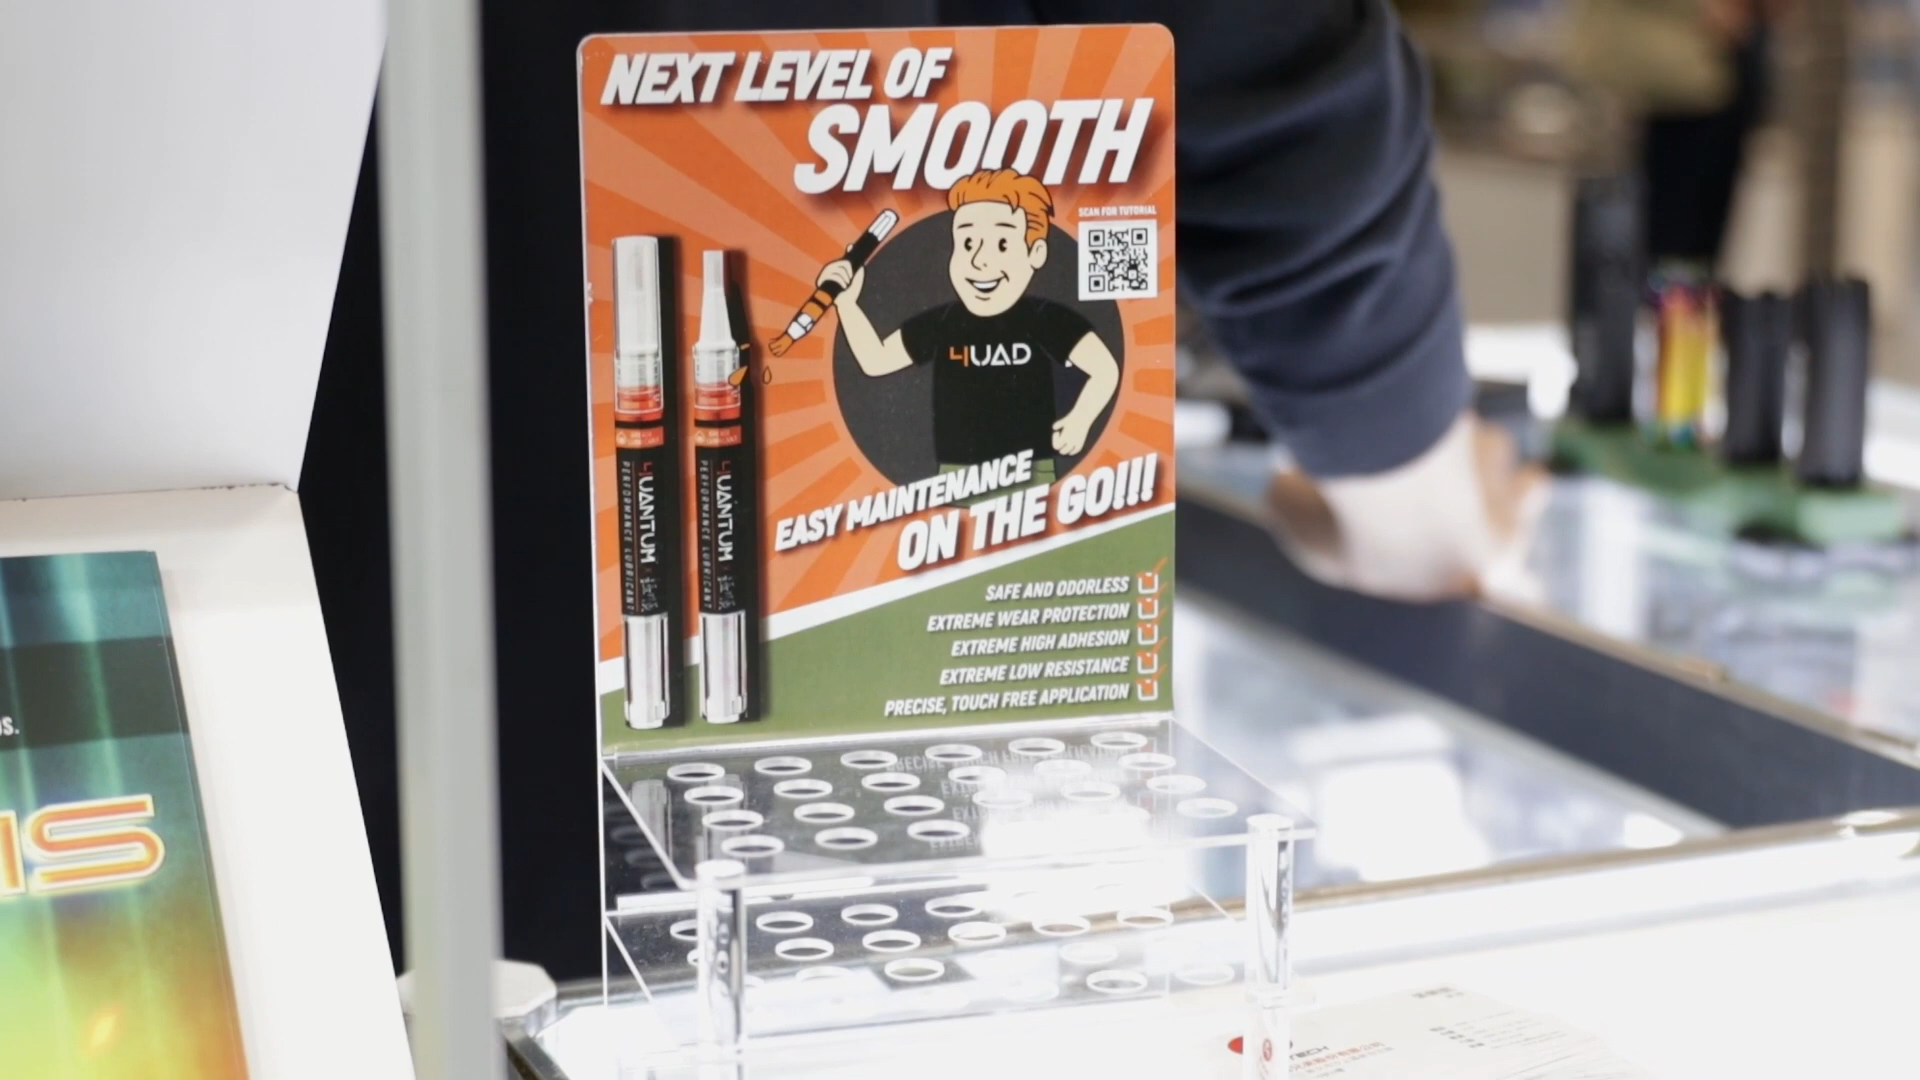 NEXT LEVEL OF
SMOOTH
SCAN FOR TUTORIAL
4UAD
4UANTUM
PERFORMANCE LUBRICANT
4UANTUM
PERFORMANCE LUBRICANT
EASY MAINTENANCE
ON THE GO!!!
SAFE AND ODORLESS
EXTREME WEAR PROTECTION
EXTREME HIGH ADHESION
EXTREME LOW RESISTANCE
PRECISE, TOUCH FREE APPLICATION
s.
IS